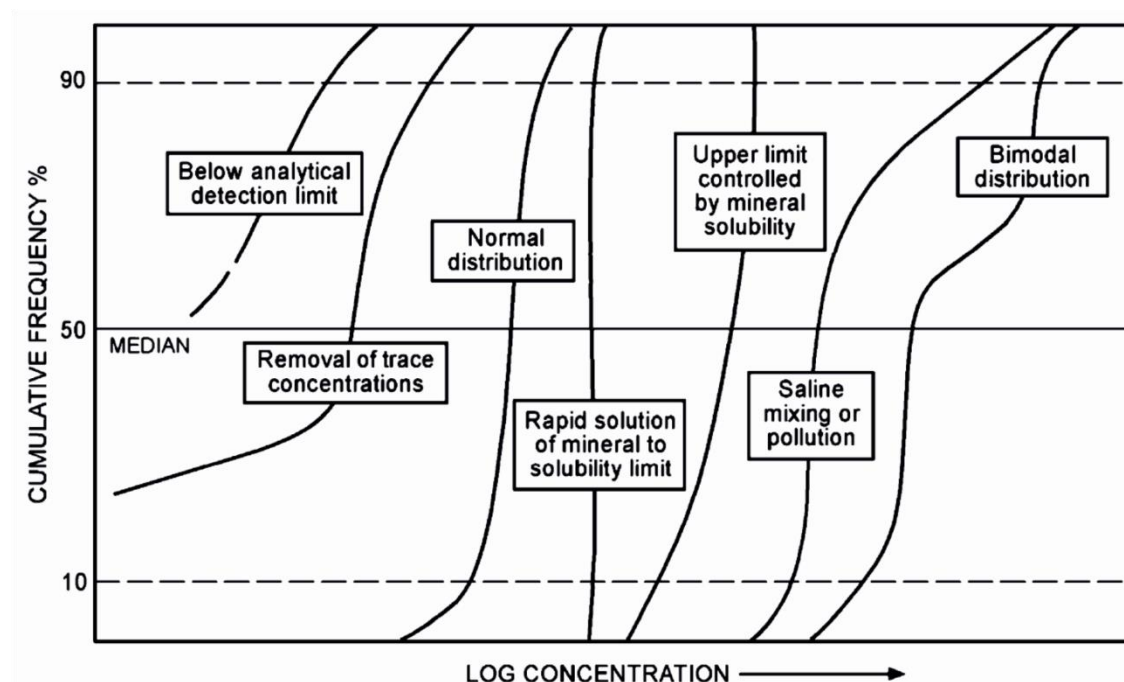 90
Below analytical
detection limit
Upper limit
controlled
by mineral
solubility
Bimodal
distribution
Normal
distribution
CUMULATIVE FREQUENCY %
50
MEDIAN
Removal of trace
concentrations
Rapid solution
of mineral to
solubility limit
Saline
mixing or
pollution
10
LOG CONCENTRATION